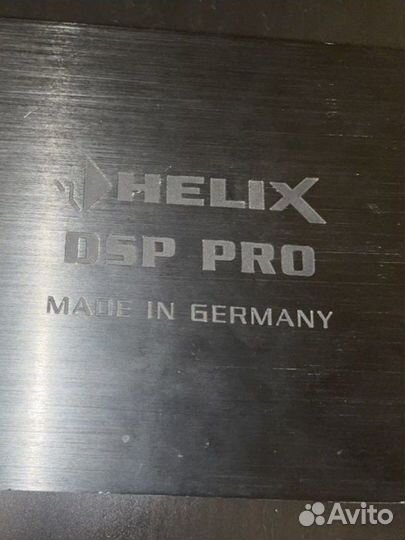 HELIX
DSP PRO
MADE IN GERMANY
Avito